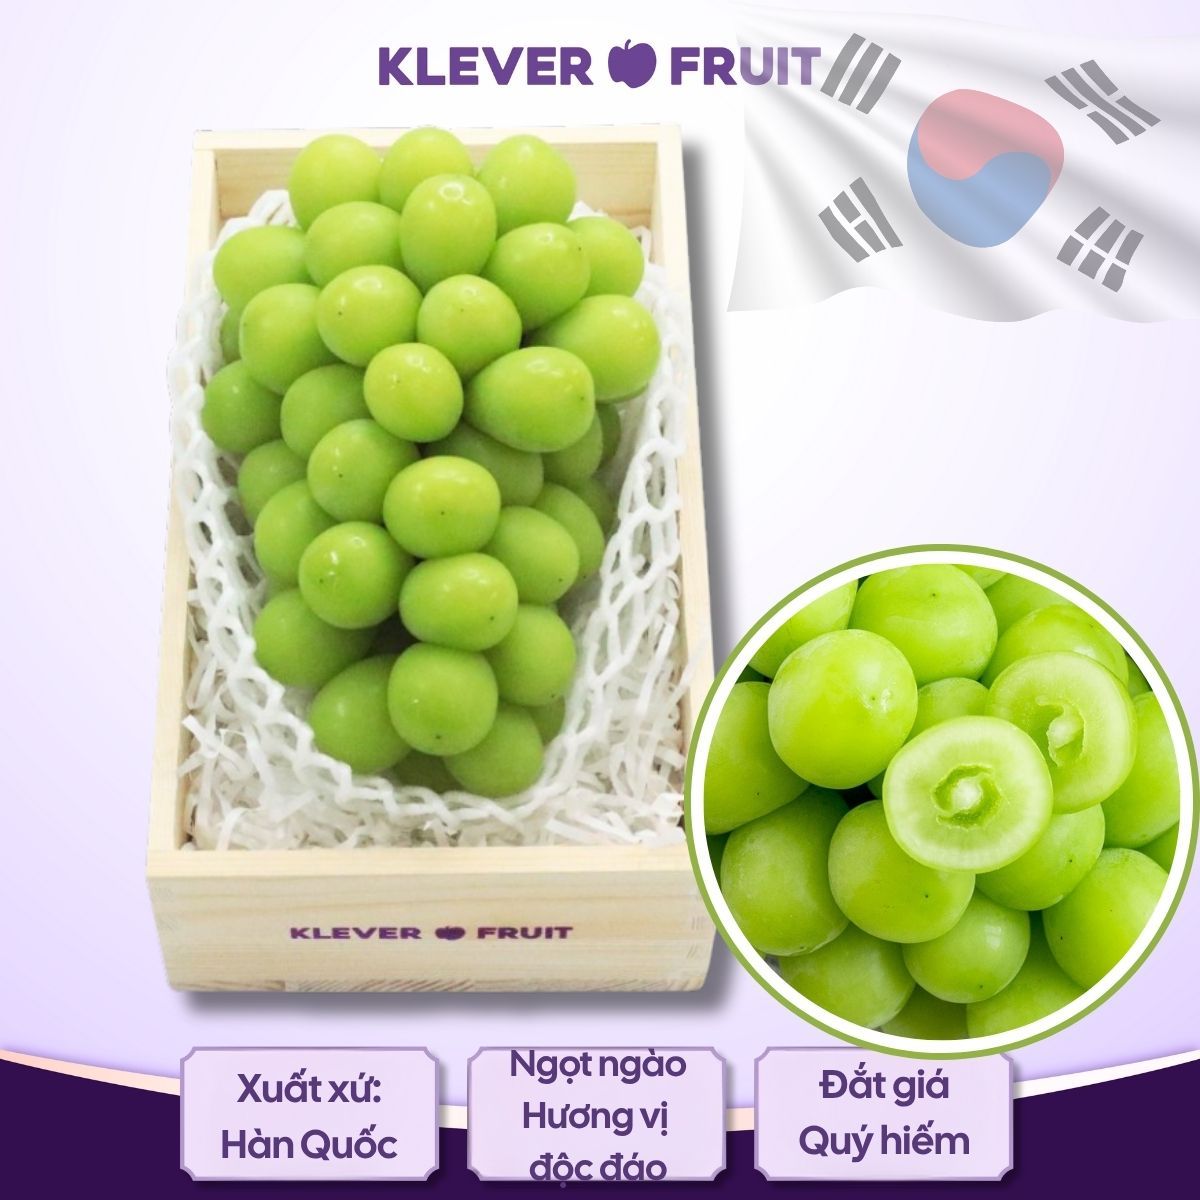 KLEVER FRUIT
KLEVER FRUIT
Xuất xứ:
Hàn Quốc
Ngọt ngào
Hương vị
độc đáo
Đắt giá
Quý hiếm